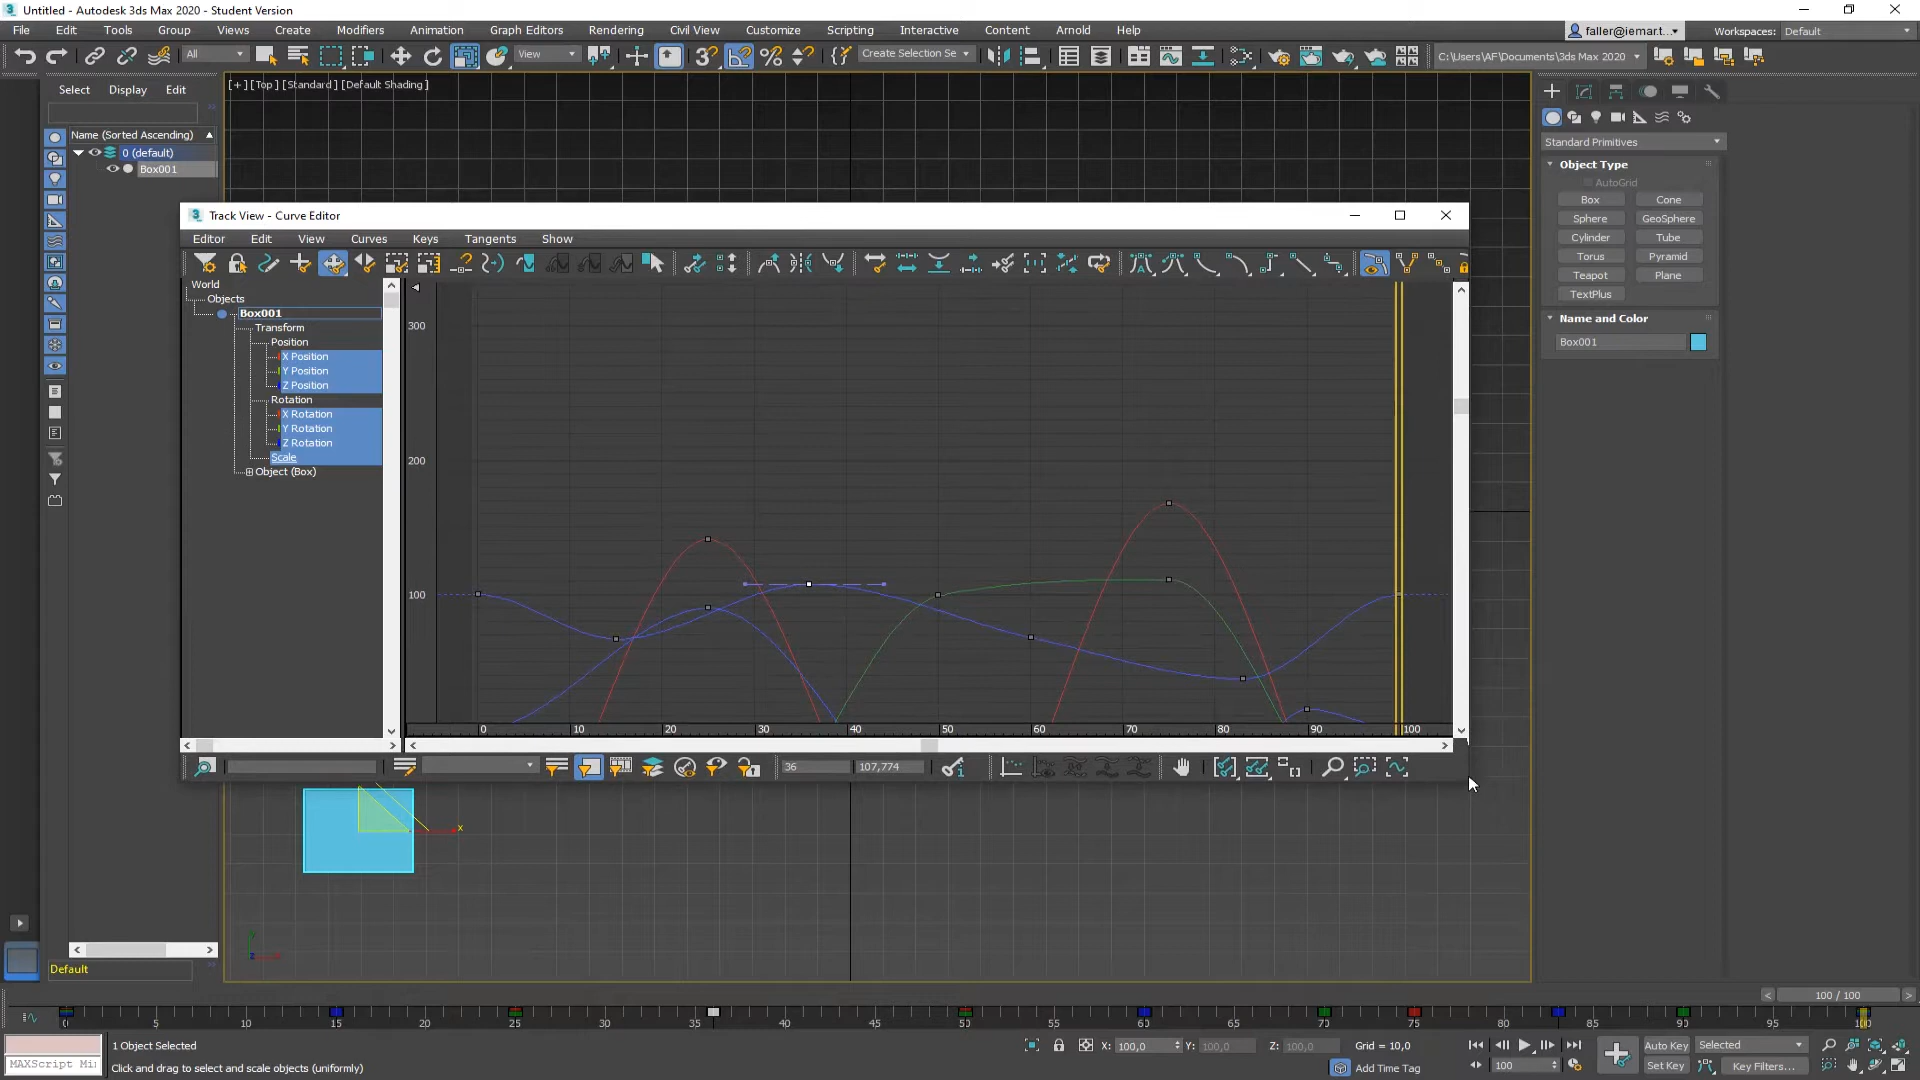 Untitled - Autodesk 3ds Max 2020 - Student Version
File Edit Tools Group Views Create Modifiers Animation Graph Editors Rendering Civil View Customize Scripting Interactive Content Arnold Help
faller@iemar.t...
Workspaces: Default
All
View
Create Selection Se
C:\Users\AF\Documents\3ds Max 2020
Select Display Edit
[+] [Top] [Standard] [Default Shading]
Name (Sorted Ascending)
0 (default)
Box001
Standard Primitives
Object Type
AutoGrid
Box Cone
Sphere GeoSphere
Cylinder Tube
Torus Pyramid
Teapot Plane
TextPlus
Name and Color
Box001
Track View - Curve Editor
Editor Edit View Curves Keys Tangents Show
World
Objects
Box001
Transform
Position
X Position
Y Position
Z Position
Rotation
X Rotation
Y Rotation
Z Rotation
Scale
Object (Box)
300
200
100
0 10 20 30 40 50 60 70 80 90 100
36 107,774
x
Default
100 / 100
0 5 10 15 20 25 30 35 40 45 50 55 60 65 70 75 80 85 90 95 100
1 Object Selected
X: 100,0 Y: 100,0 Z: 100,0 Grid = 10,0
Auto Key Selected
MAXScript Mi
Click and drag to select and scale objects (uniformly)
Add Time Tag
100
Set Key Key Filters...